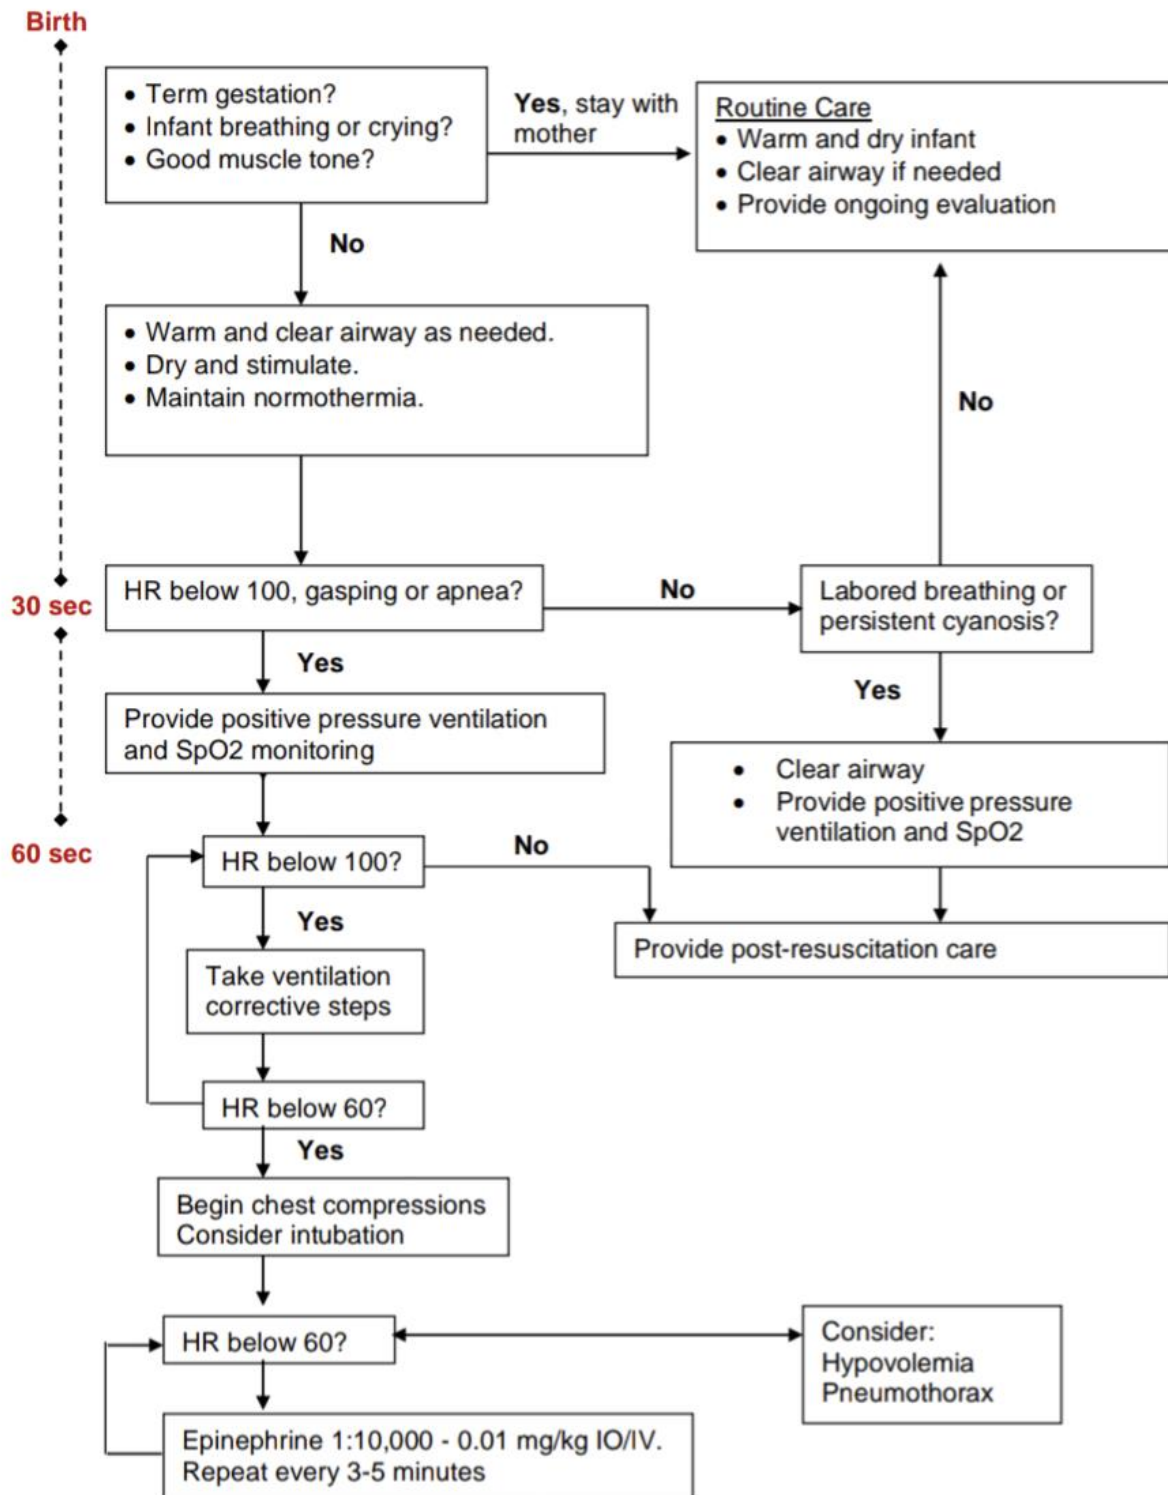 Birth
• Term gestation?
• Infant breathing or crying?
• Good muscle tone?
Yes, stay with
mother
Routine Care
• Warm and dry infant
• Clear airway if needed
• Provide ongoing evaluation
No
• Warm and clear airway as needed.
• Dry and stimulate.
• Maintain normothermia.
No
30 sec
HR below 100, gasping or apnea?
No
Labored breathing or
persistent cyanosis?
Yes
Yes
Provide positive pressure ventilation
and SpO2 monitoring
• Clear airway
• Provide positive pressure
ventilation and SpO2
60 sec
HR below 100?
No
Yes
Provide post-resuscitation care
Take ventilation
corrective steps
HR below 60?
Yes
Begin chest compressions
Consider intubation
HR below 60?
Consider:
Hypovolemia
Pneumothorax
Epinephrine 1:10,000 - 0.01 mg/kg IO/IV.
Repeat every 3-5 minutes